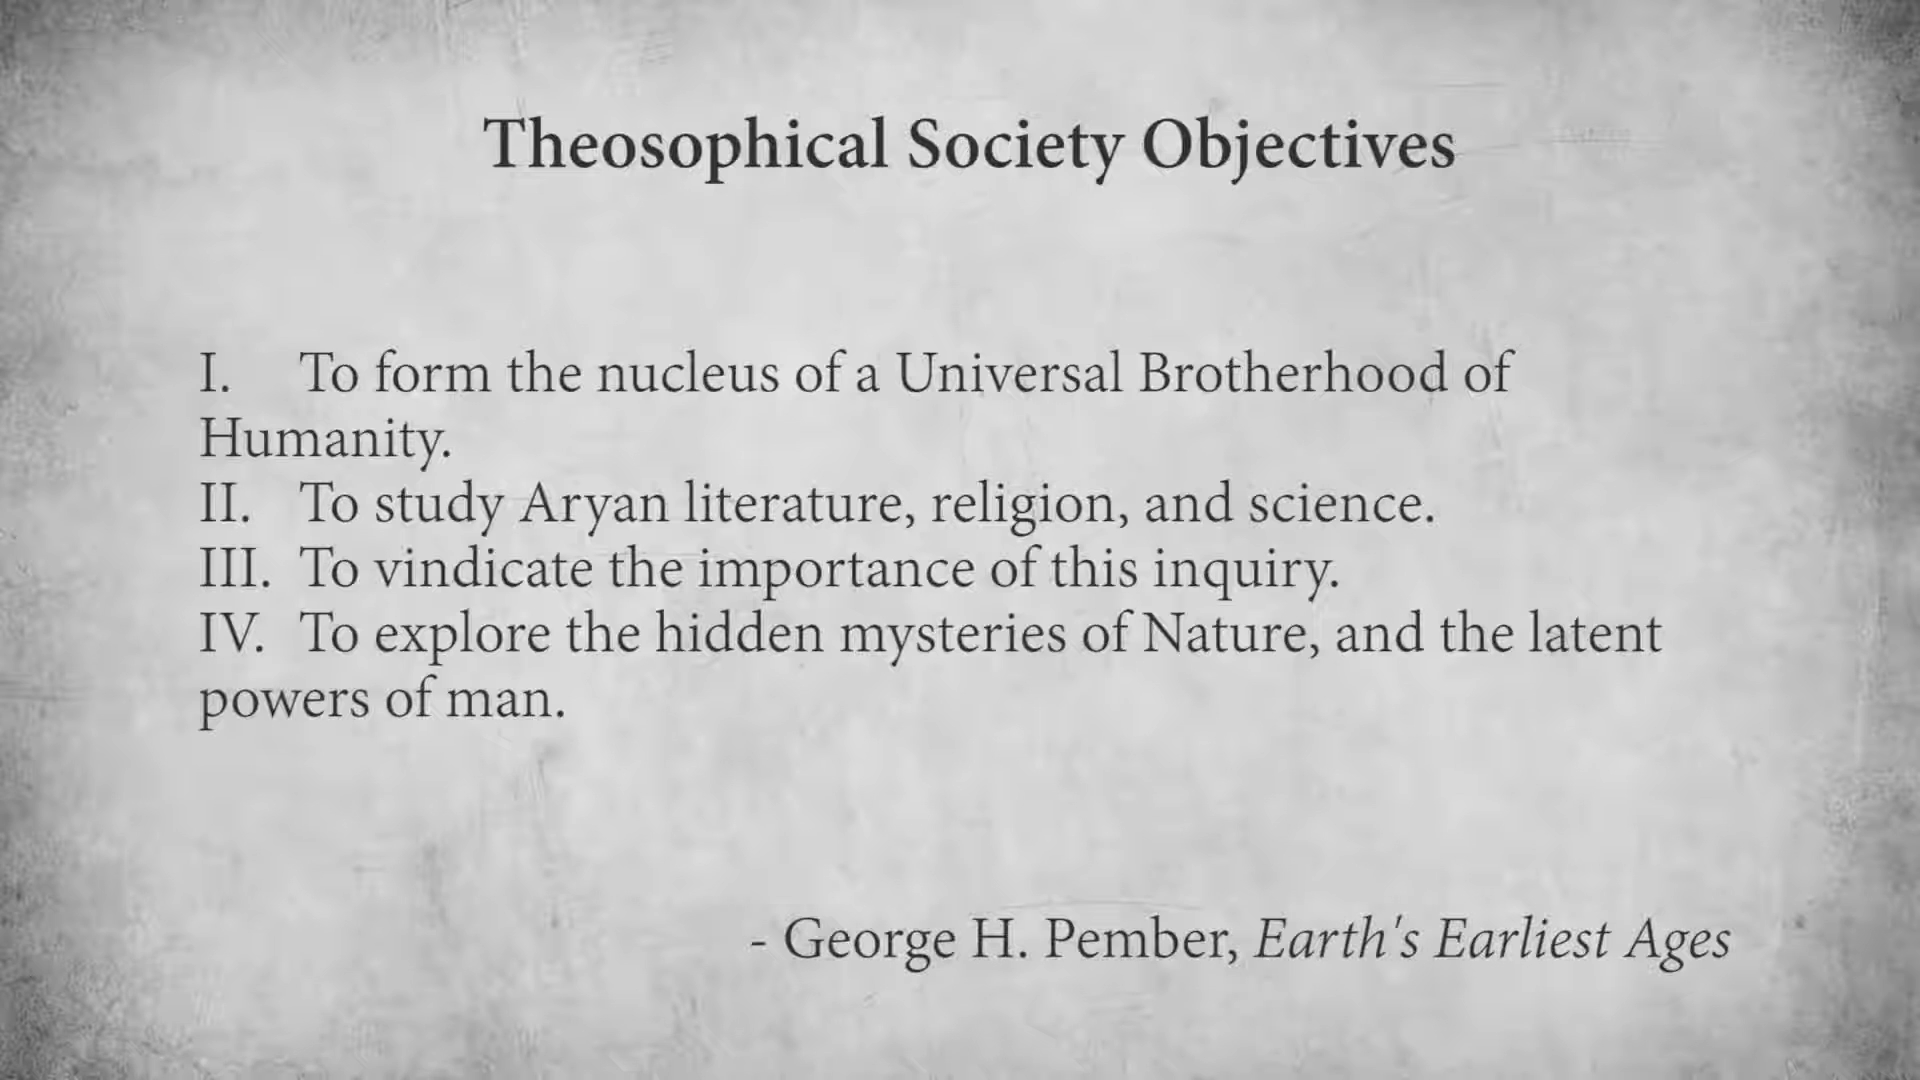 Theosophical Society Objectives
I. To form the nucleus of a Universal Brotherhood of
Humanity.
II. To study Aryan literature, religion, and science.
III. To vindicate the importance of this inquiry.
IV. To explore the hidden mysteries of Nature, and the latent
powers of man.
- George H. Pember, Earth's Earliest Ages